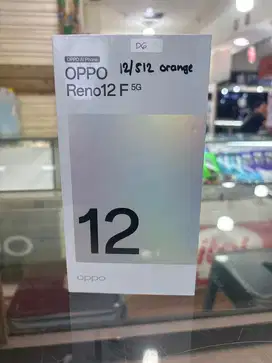 DG
OPPO AI Phone
OPPO 12/512 orange
Reno12 F 5G
12
oppo